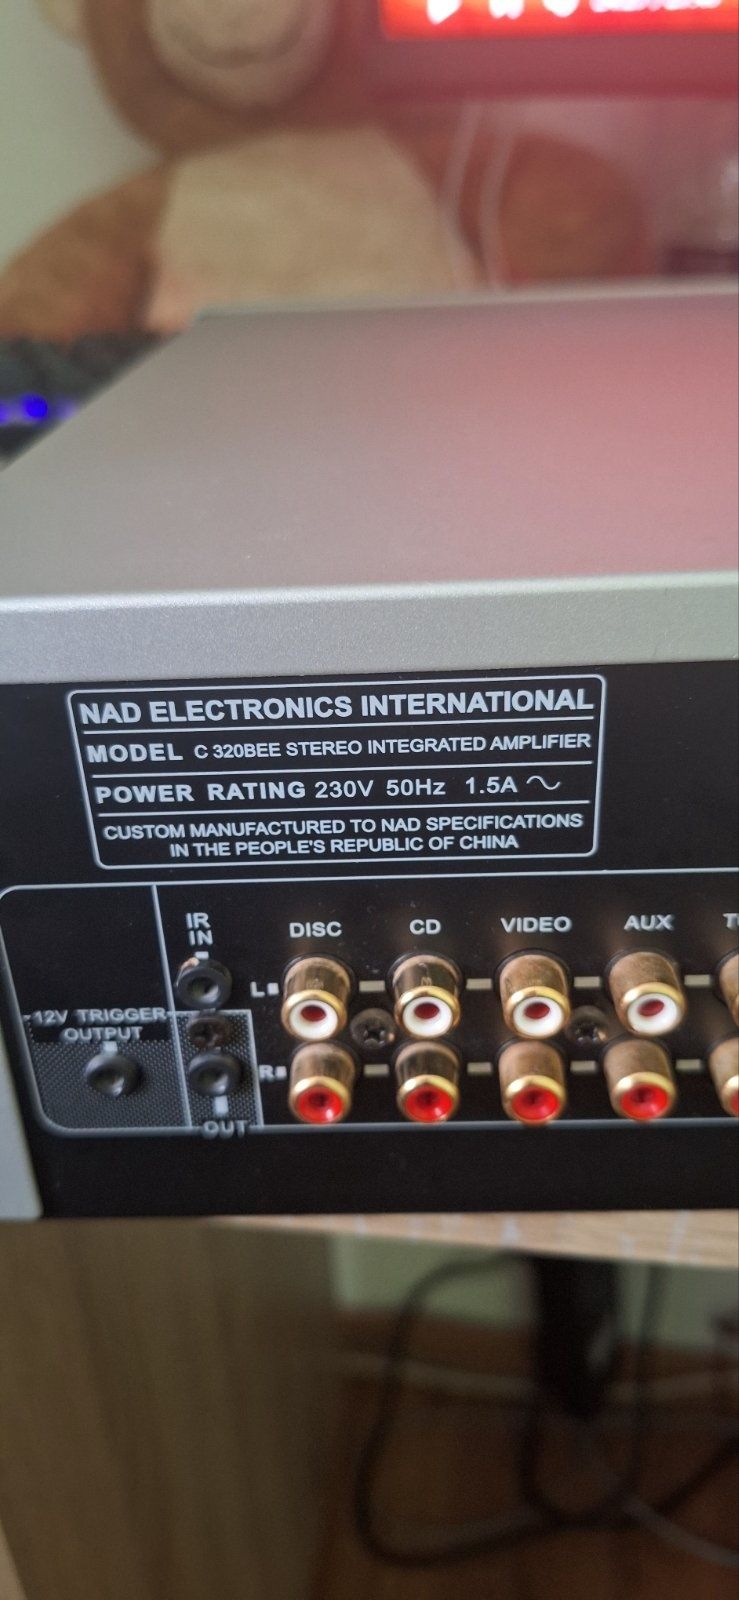 NAD ELECTRONICS INTERNATIONAL
MODEL C 320BEE STEREO INTEGRATED AMPLIFIER
POWER RATING 230V 50Hz 1.5A ～
CUSTOM MANUFACTURED TO NAD SPECIFICATIONS
IN THE PEOPLE'S REPUBLIC OF CHINA
IR
IN
DISC CD VIDEO AUX
L
12V TRIGGER
OUTPUT
R
OUT